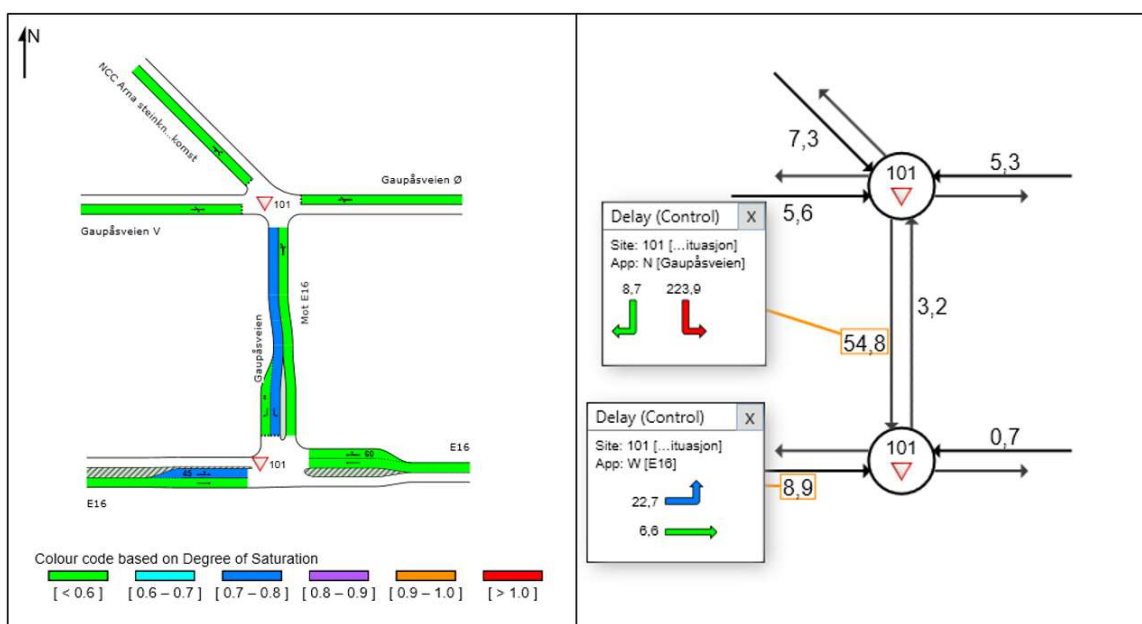 N
NCC Arna steinkn...komst
Gaupåsveien Ø
101
Gaupåsveien V
Mot E16
Gaupåsveien
60
E16
101
45
E16
Colour code based on Degree of Saturation
[ < 0.6 ] [ 0.6 – 0.7 ] [ 0.7 – 0.8 ] [ 0.8 – 0.9 ] [ 0.9 – 1.0 ] [ > 1.0 ]
7,3
5,3
101
5,6
Delay (Control) X
Site: 101 [...ituasjon]
App: N [Gaupåsveien]
8,7 223,9
54,8
3,2
Delay (Control) X
Site: 101 [...ituasjon]
App: W [E16]
22,7
6,6
101
0,7
8,9